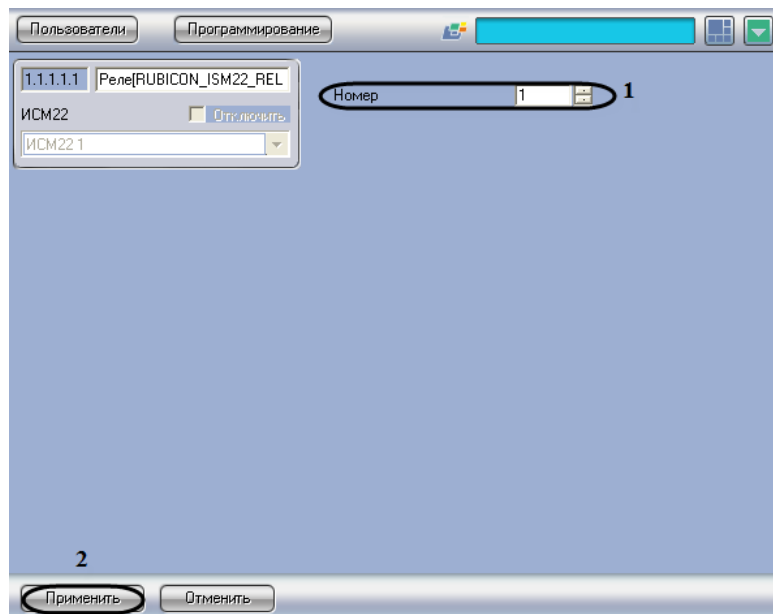 Пользователи Программирование
1.1.1.1.1 Реле[RUBICON_ISM22_REL
Номер 1 1
ИСМ22 Отключить
ИСМ22 1
2
Применить Отменить